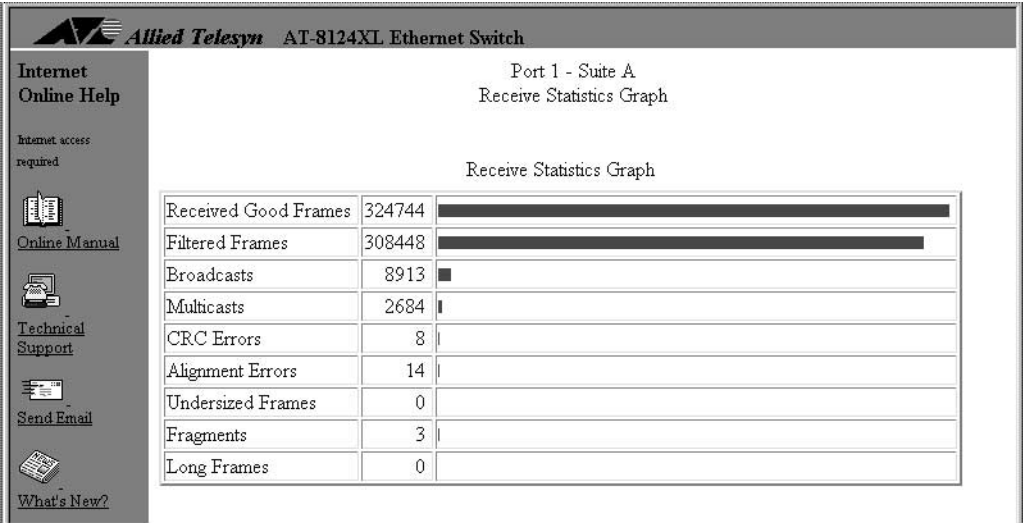 Allied Telesyn AT-8124XL Ethernet Switch
Internet
Online Help
Internet access
required
Online Manual
Technical
Support
Send Email
What's New?
Port 1 - Suite A
Receive Statistics Graph
Receive Statistics Graph
Received Good Frames 324744
Filtered Frames 308448
Broadcasts 8913
Multicasts 2684
CRC Errors 8
Alignment Errors 14
Undersized Frames 0
Fragments 3
Long Frames 0